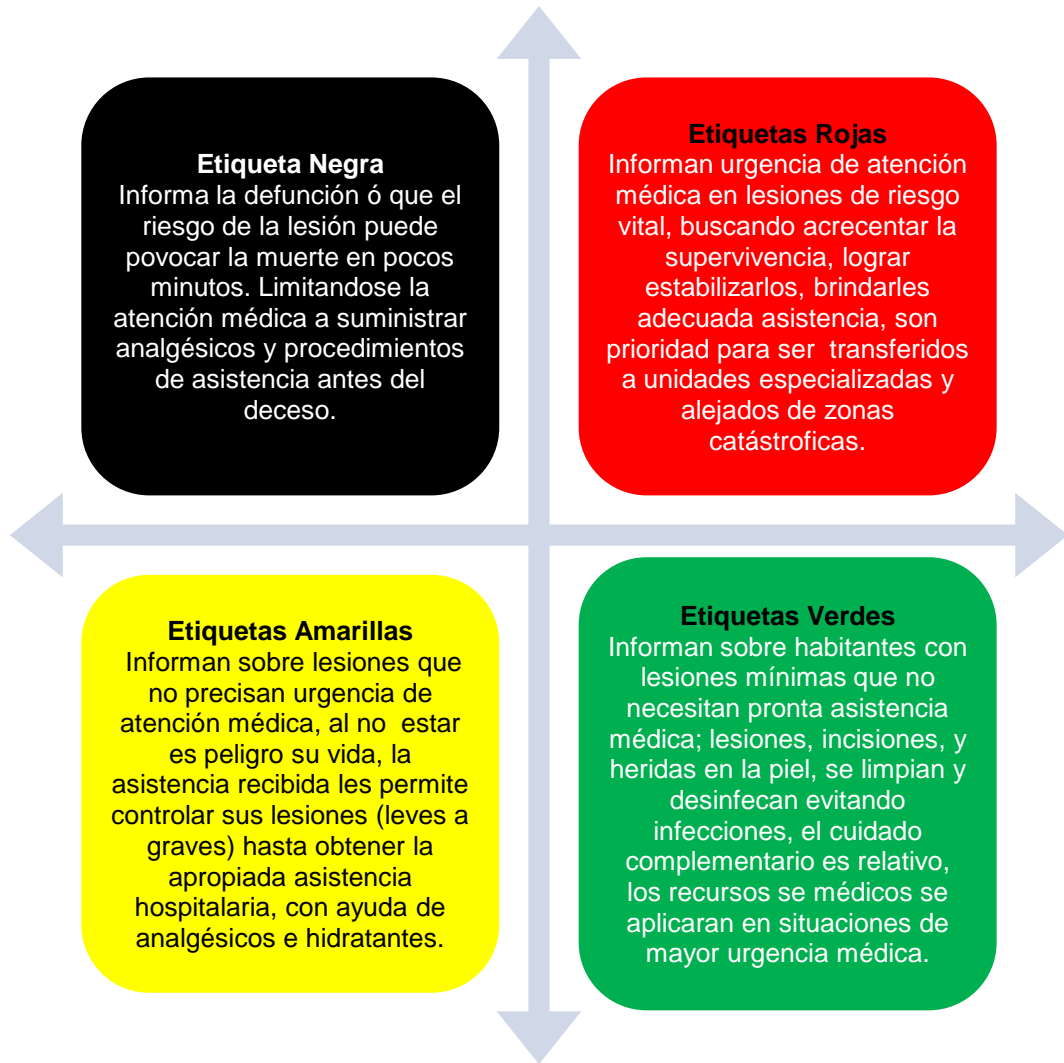 Etiqueta Negra
Informa la defunción ó que el
riesgo de la lesión puede
povocar la muerte en pocos
minutos. Limitandose la
atención médica a suministrar
analgésicos y procedimientos
de asistencia antes del
deceso.
Etiquetas Rojas
Informan urgencia de atención
médica en lesiones de riesgo
vital, buscando acrecentar la
supervivencia, lograr
estabilizarlos, brindarles
adecuada asistencia, son
prioridad para ser transferidos
a unidades especializadas y
alejados de zonas
catástroficas.
Etiquetas Amarillas
Informan sobre lesiones que
no precisan urgencia de
atención médica, al no estar
es peligro su vida, la
asistencia recibida les permite
controlar sus lesiones (leves a
graves) hasta obtener la
apropiada asistencia
hospitalaria, con ayuda de
analgésicos e hidratantes.
Etiquetas Verdes
Informan sobre habitantes con
lesiones mínimas que no
necesitan pronta asistencia
médica; lesiones, incisiones, y
heridas en la piel, se limpian y
desinfecan evitando
infecciones, el cuidado
complementario es relativo,
los recursos se médicos se
aplicaran en situaciones de
mayor urgencia médica.